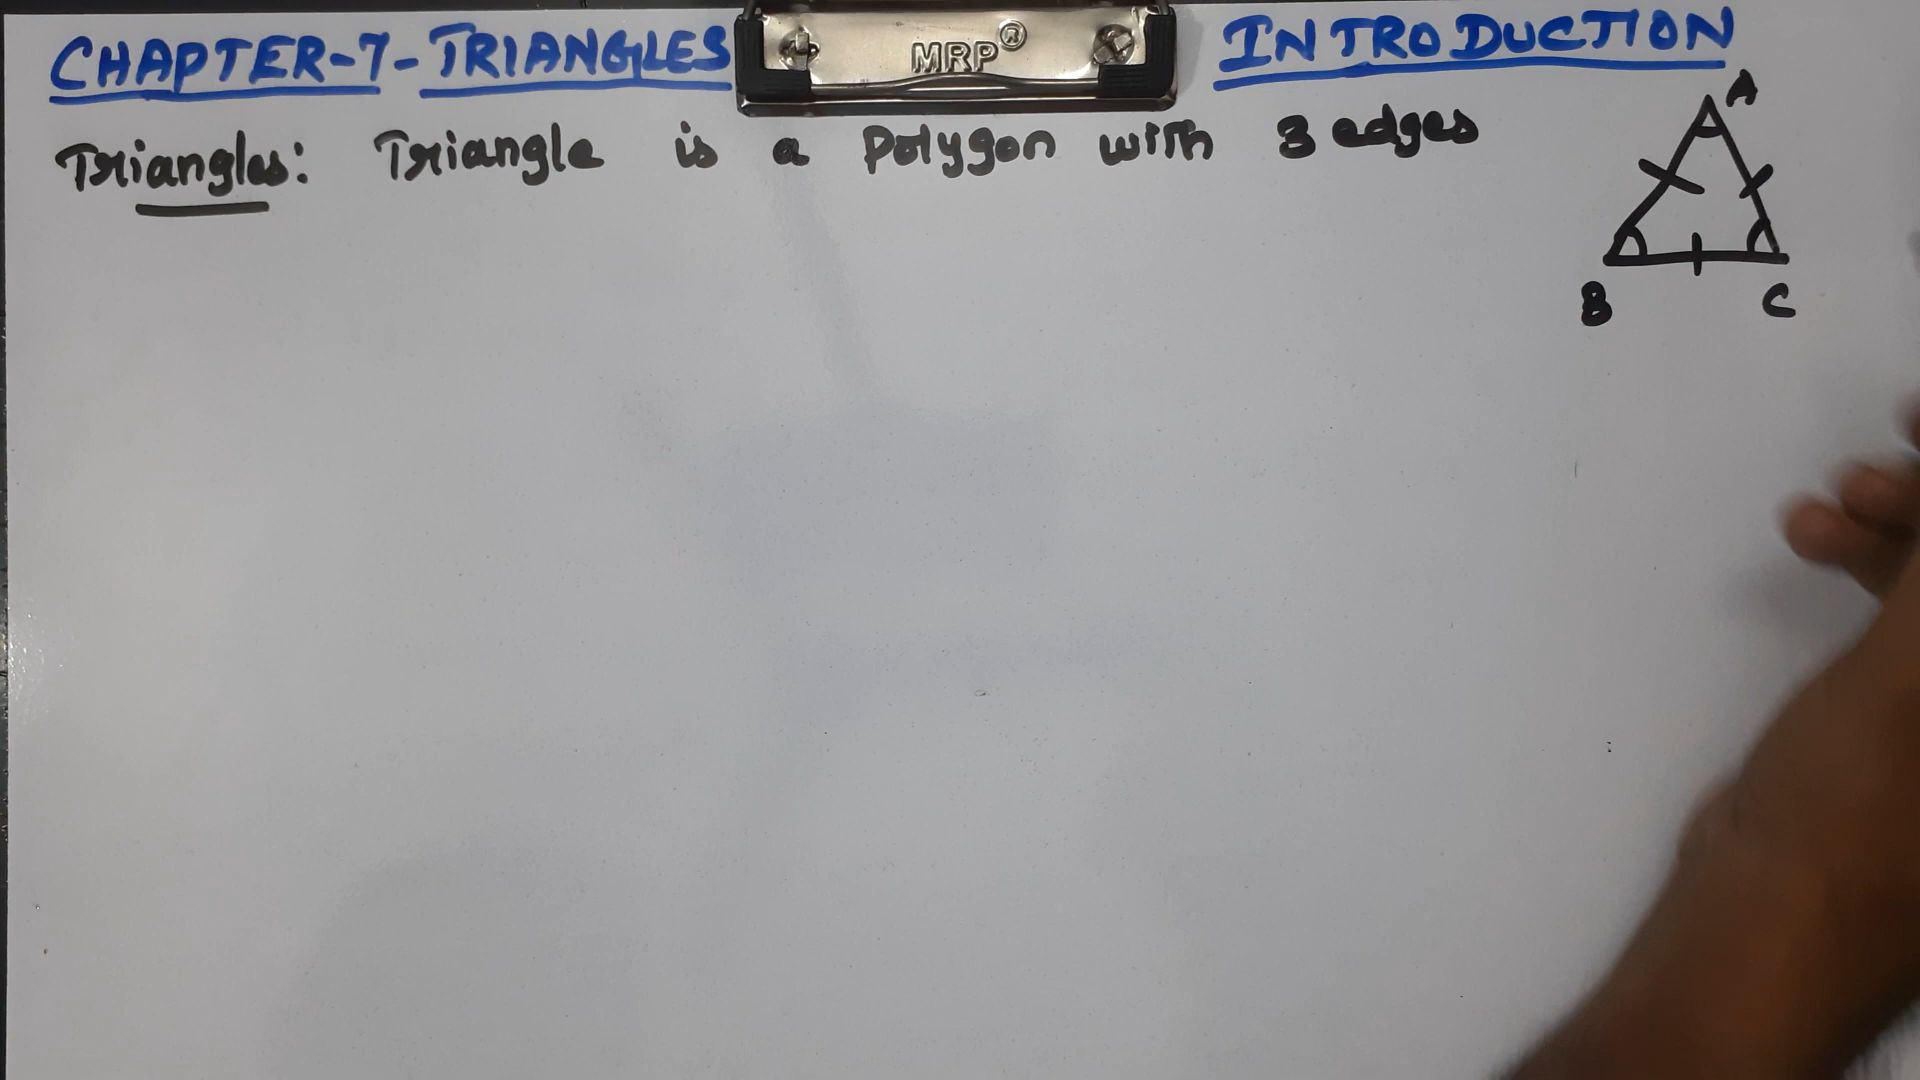 CHAPTER-7-TRIANGLES
MRP®
INTRODUCTION
Triangles: Triangle is a Polygon with 3 edges
A
B
C